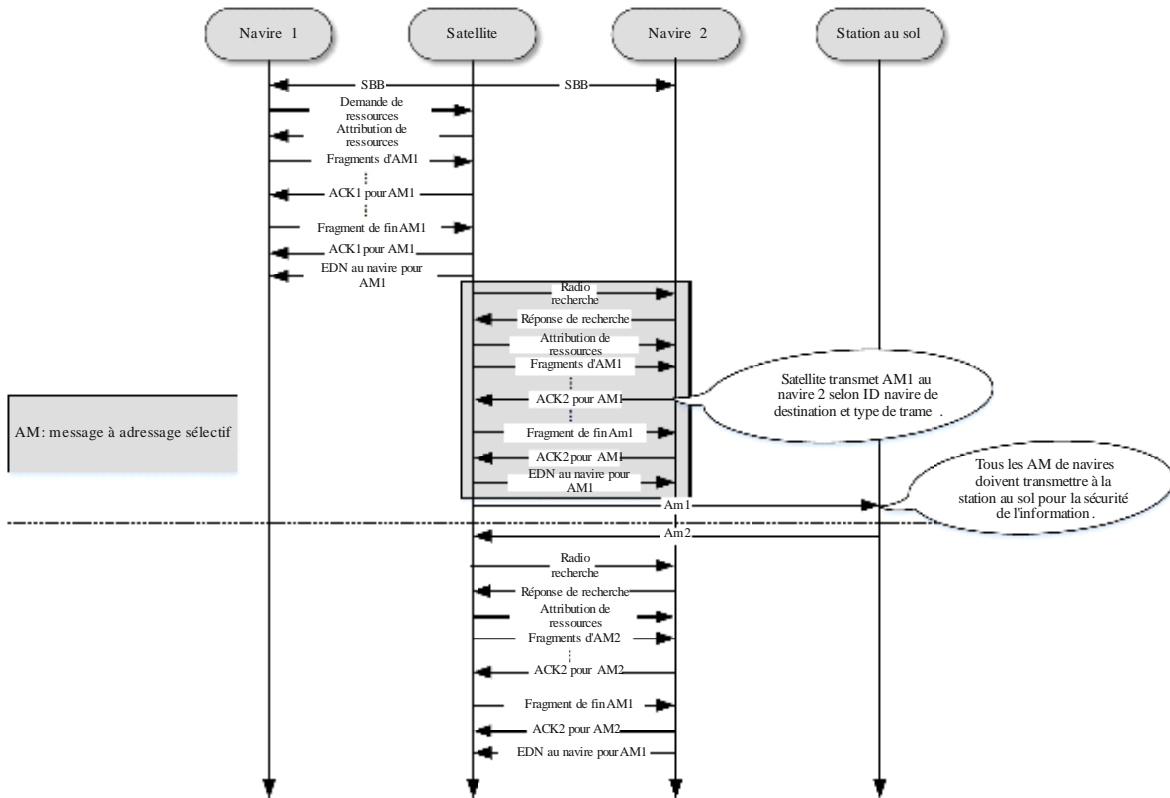 Navire 1
Satellite
Navire 2
Station au sol
SBB
SBB
Demande de
ressources
Attribution de
ressources
Fragments d'AM1
ACK1 pour AM1
Fragment de fin AM1
ACK1 pour AM1
EDN au navire pour
AM1
Radio
recherche
Réponse de recherche
Attribution de
ressources
Fragments d'AM1
ACK2 pour AM1
Fragment de fin Am1
ACK2 pour AM1
EDN au navire pour
AM1
Satellite transmet AM1 au
navire 2 selon ID navire de
destination et type de trame .
AM: message à adressage sélectif
Tous les AM de navires
doivent transmettre à la
station au sol pour la sécurité
de l'information .
Am1
Am2
Radio
recherche
Réponse de recherche
Attribution de
ressources
Fragments d'AM2
ACK2 pour AM2
Fragment de fin AM1
ACK2 pour AM2
EDN au navire pour AM1